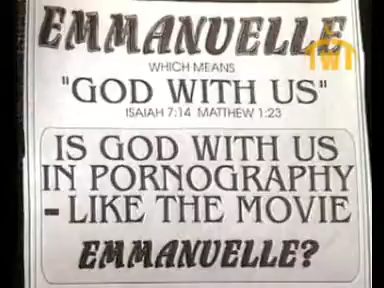 EMMANUELLE
WHICH MEANS
"GOD WITH US"
ISAIAH 7:14 MATTHEW 1:23
IS GOD WITH US
IN PORNOGRAPHY
- LIKE THE MOVIE
EMMANUELLE?